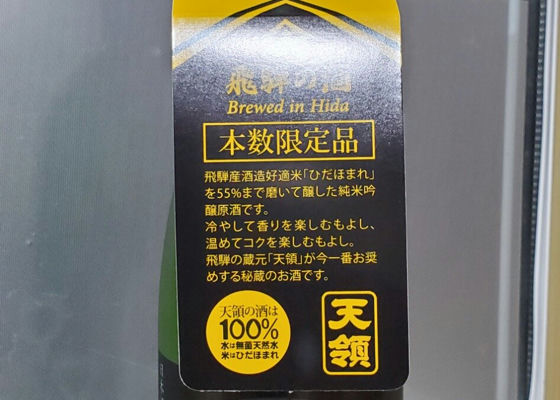 飛騨の酒
Brewed in Hida
本数限定品
飛騨産酒造好適米「ひだほまれ」
を55%まで磨いて醸した純米吟
醸原酒です。
冷やして香りを楽しむもよし、
温めてコクを楽しむもよし。
飛騨の蔵元「天領」が今一番お奨
めする秘蔵のお酒です。
天領の酒は
100%
水は無菌天然水
米はひだほまれ
天領